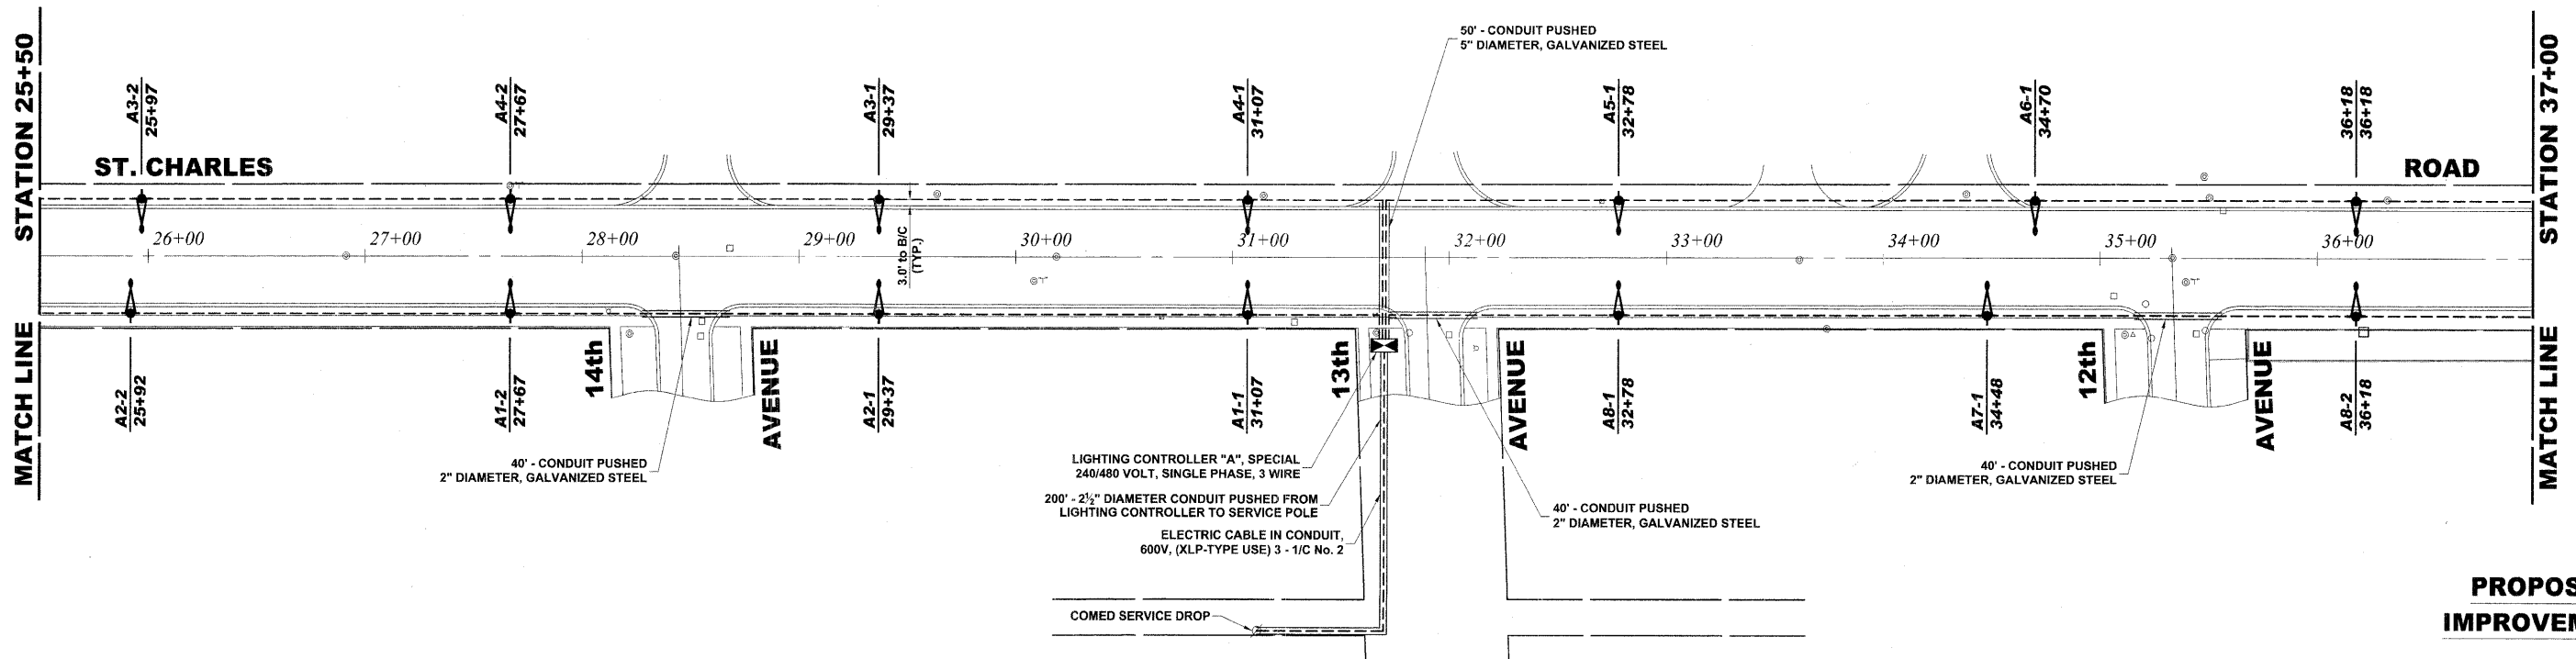 STATION 25+50
MATCH LINE
ST. CHARLES
ROAD
A3-2
25+97
A4-2
27+67
A3-1
29+37
A4-1
31+07
50' - CONDUIT PUSHED
5" DIAMETER, GALVANIZED STEEL
A5-1
32+78
A6-1
34+70
36+18
36+18
STATION 37+00
MATCH LINE
26+00
27+00
28+00
29+00
30+00
31+00
32+00
33+00
34+00
35+00
36+00
3.0' to B/C
(TYP.)
A2-2
25+92
A1-2
27+67
14th
AVENUE
A2-1
29+37
A1-1
31+07
13th
AVENUE
A8-1
32+78
A7-1
34+48
12th
AVENUE
A8-2
36+18
40' - CONDUIT PUSHED
2" DIAMETER, GALVANIZED STEEL
LIGHTING CONTROLLER "A", SPECIAL
240/480 VOLT, SINGLE PHASE, 3 WIRE
200' - 2½" DIAMETER CONDUIT PUSHED FROM
LIGHTING CONTROLLER TO SERVICE POLE
ELECTRIC CABLE IN CONDUIT,
600V, (XLP-TYPE USE) 3 - 1/C No. 2
40' - CONDUIT PUSHED
2" DIAMETER, GALVANIZED STEEL
40' - CONDUIT PUSHED
2" DIAMETER, GALVANIZED STEEL
COMED SERVICE DROP
PROPOS
IMPROVEM